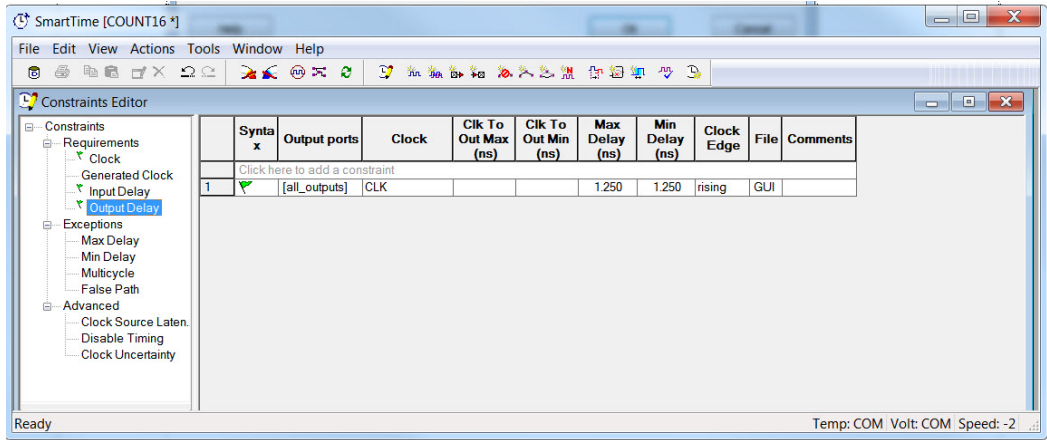 SmartTime [COUNT16 *]
File Edit View Actions Tools Window Help
Constraints Editor
Constraints
Requirements
Clock
Generated Clock
Input Delay
Output Delay
Exceptions
Max Delay
Min Delay
Multicycle
False Path
Advanced
Clock Source Laten.
Disable Timing
Clock Uncertainty
Syntax Output ports Clock Clk To Out Max (ns) Clk To Out Min (ns) Max Delay (ns) Min Delay (ns) Clock Edge File Comments
Click here to add a constraint
1 [all_outputs] CLK 1.250 1.250 rising GUI
Ready Temp: COM Volt: COM Speed: -2